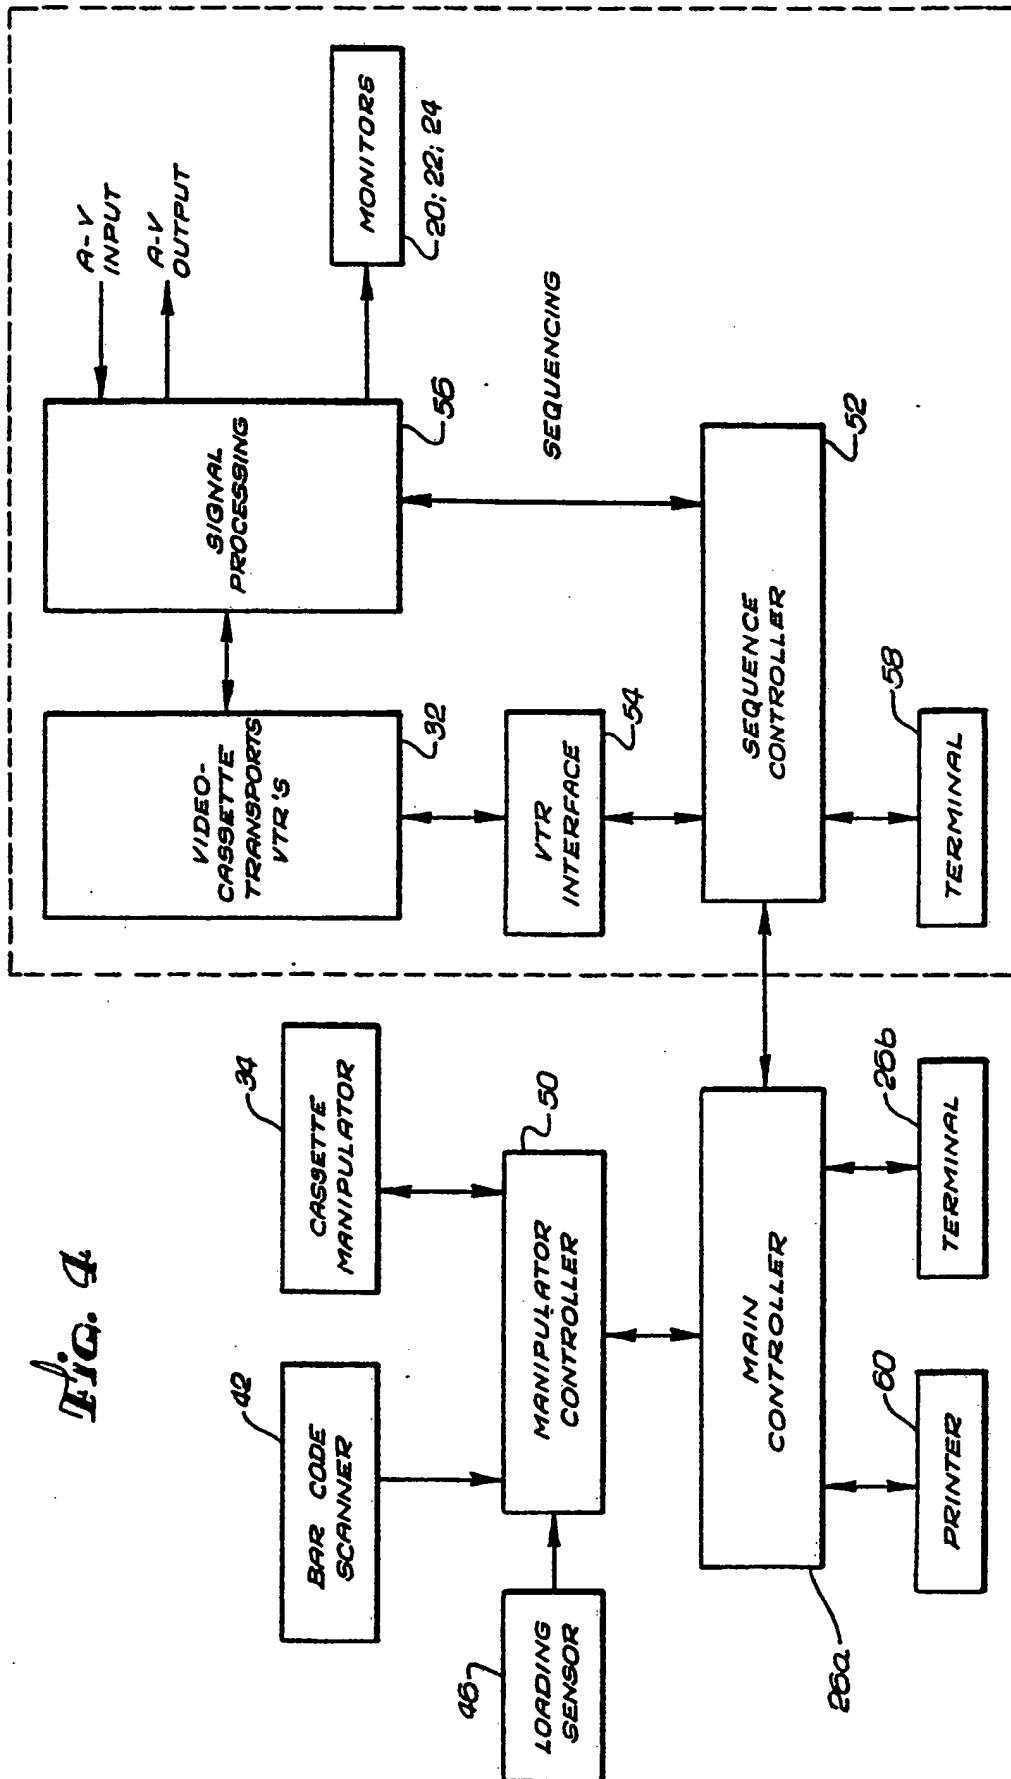 Fig. 4
46
LOADING
SENSOR
42
BAR CODE
SCANNER
34
CASSETTE
MANIPULATOR
50
MANIPULATOR
CONTROLLER
26a
MAIN
CONTROLLER
60
PRINTER
26b
TERMINAL
VIDEO-
CASSETTE
TRANSPORTS
VTR'S
32
SIGNAL
PROCESSING
56
A-V
INPUT
A-V
OUTPUT
MONITORS
20; 22; 24
VTR
INTERFACE
54
SEQUENCING
SEQUENCE
CONTROLLER
52
TERMINAL
58